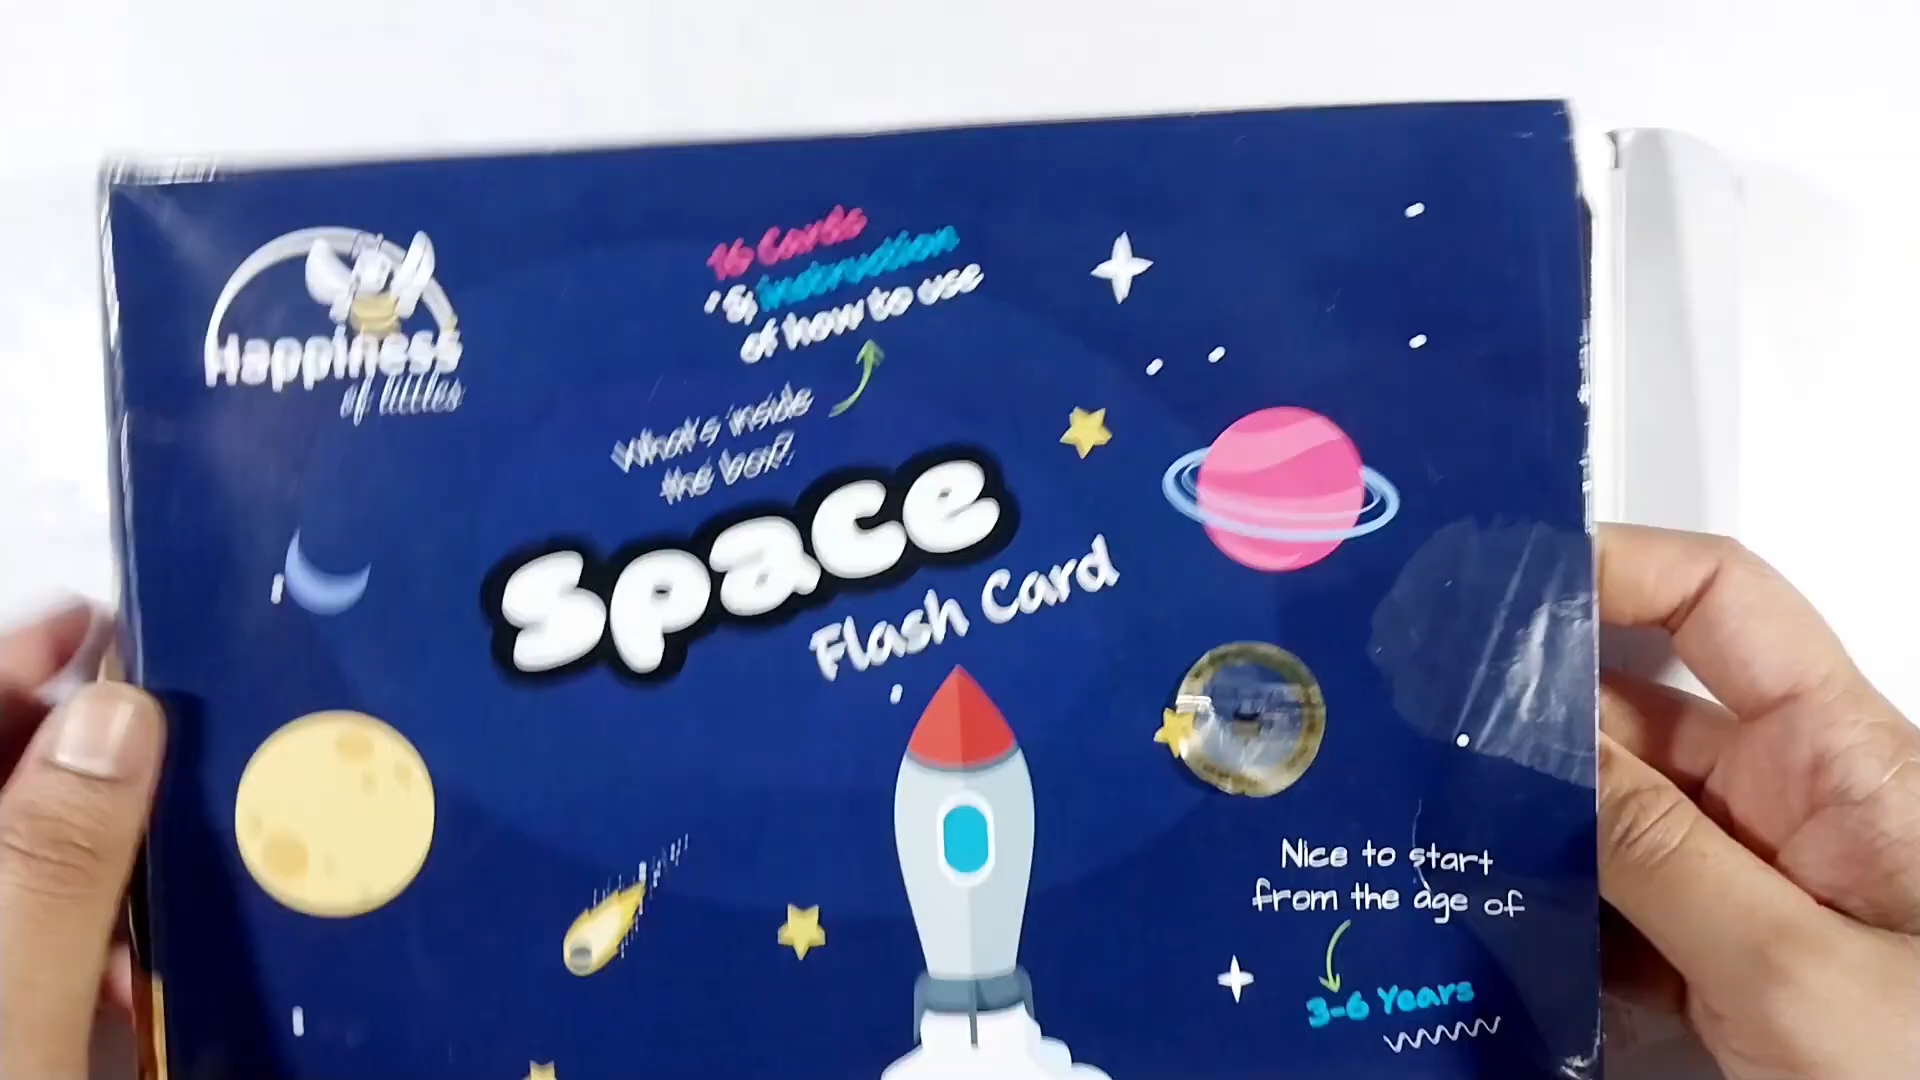 Happiness
of littles
16 Cards
& instruction
of how to use
What's inside
the box?
Space
Flash Card
Nice to start
from the age of
3-6 Years